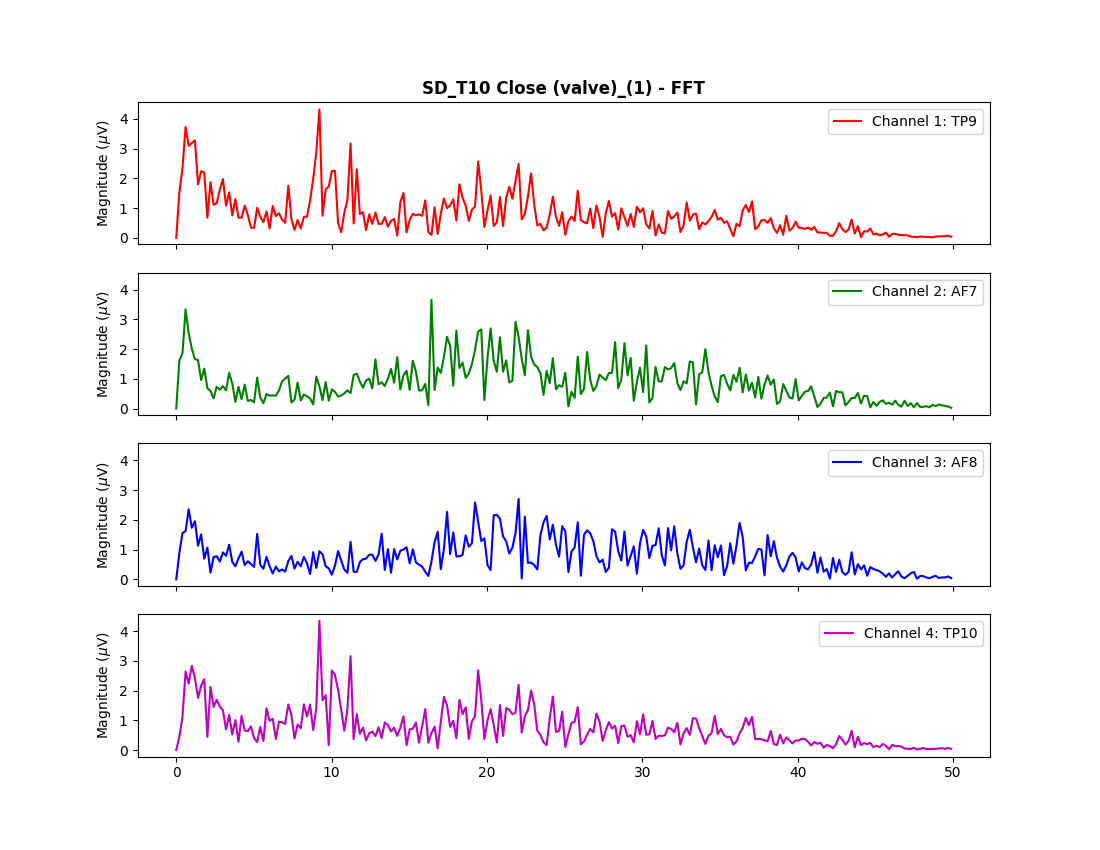 SD_T10 Close (valve)_(1) - FFT
Magnitude (μV)
4
3
2
1
0
Channel 1: TP9
Magnitude (μV)
4
3
2
1
0
Channel 2: AF7
Magnitude (μV)
4
3
2
1
0
Channel 3: AF8
Magnitude (μV)
4
3
2
1
0
Channel 4: TP10
0 10 20 30 40 50